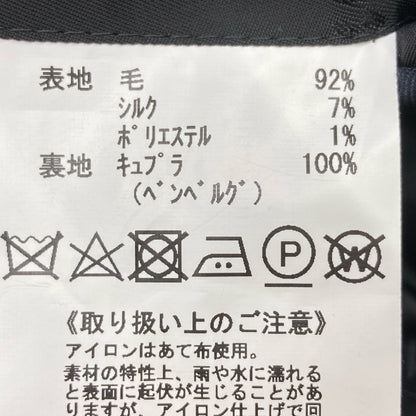 表地 毛 92%
シルク 7%
ポリエステル 1%
裏地 キュプラ 100%
(ベンベルグ)
P W
《取り扱い上のご注意》
アイロンはあて布使用。
素材の特性上、雨や水に濡れる
と表面に起伏が生じることがあ
りますが、アイロン仕上げで回